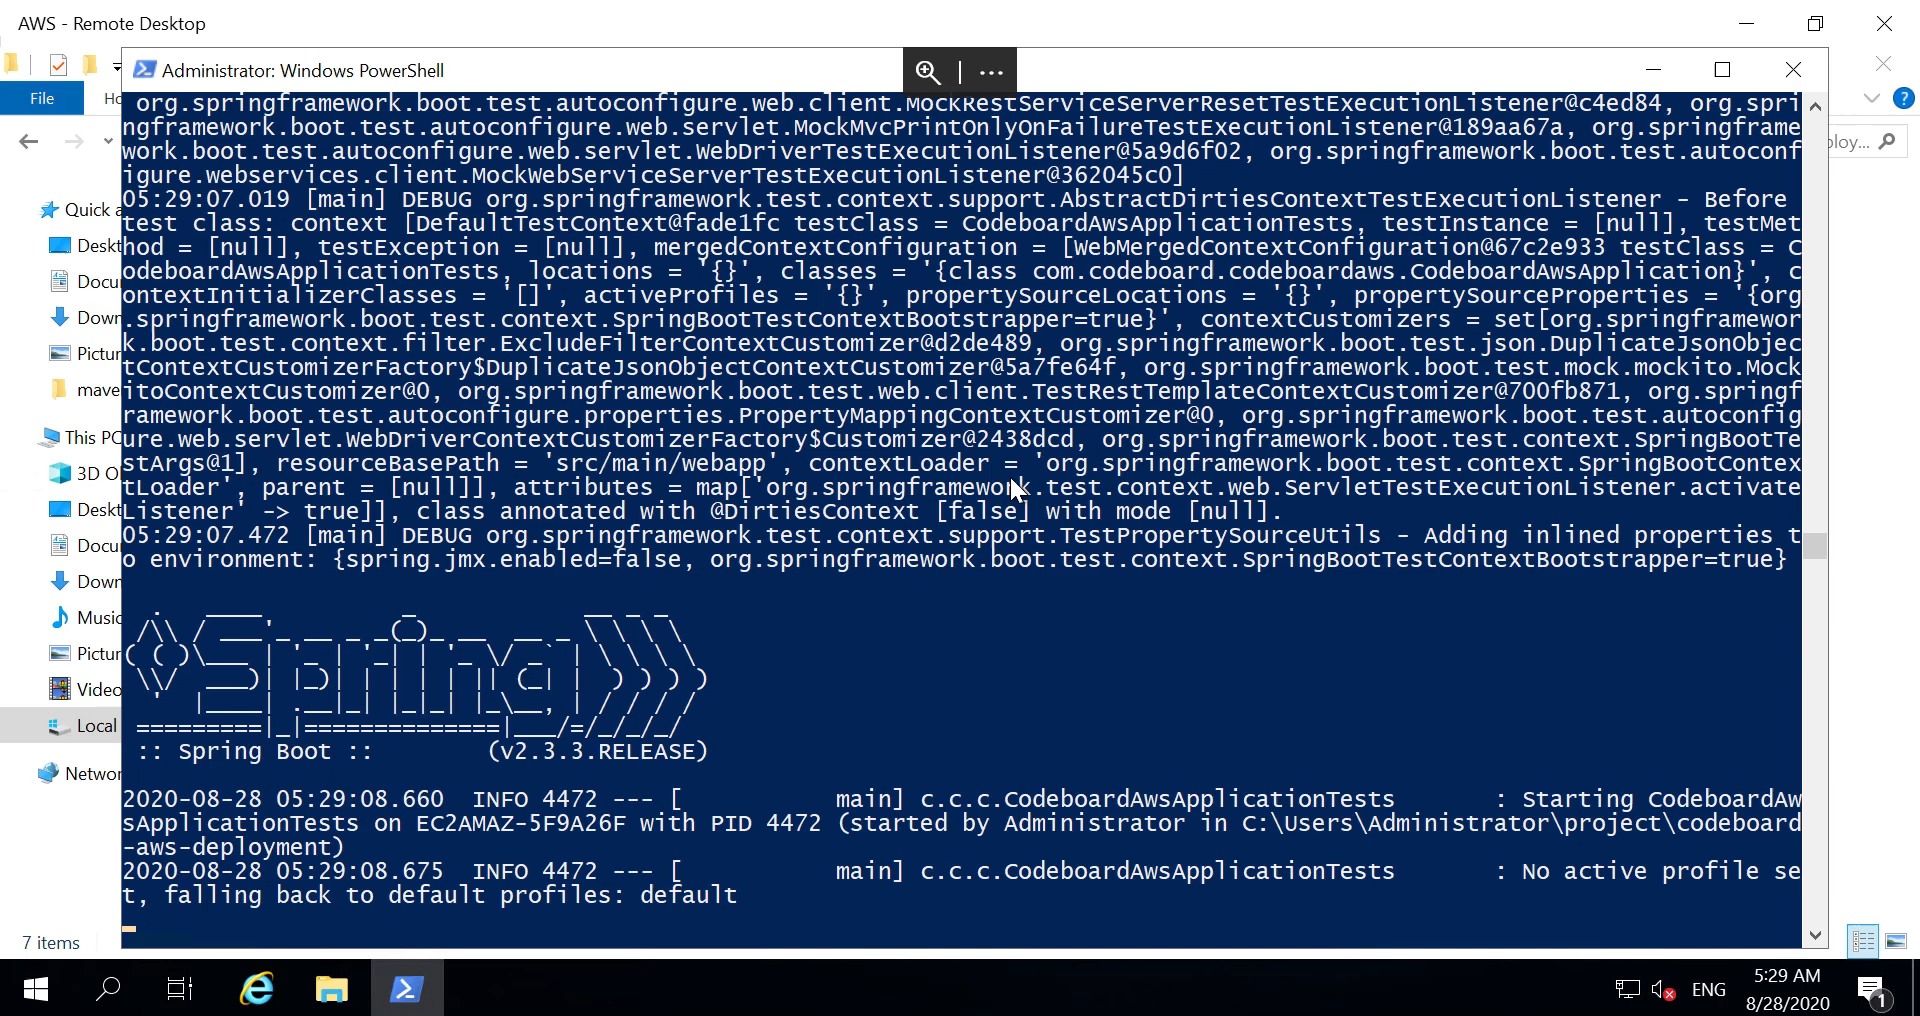 AWS - Remote Desktop
Administrator: Windows PowerShell
File
Quick
7 items
org.springframework.boot.test.autoconfigure.web.client.MockRestServiceServerResetTestExecutionListener@c4ed84, org.spri
ngframework.boot.test.autoconfigure.web.servlet.MockMvcPrintOnlyOnFailureTestExecutionListener@189aa67a, org.springframe
work.boot.test.autoconfigure.web.servlet.WebDriverTestExecutionListener@5a9d6f02, org.springframework.boot.test.autoconf
igure.webservices.client.MockWebServiceServerTestExecutionListener@362045c0]
05:29:07.019 [main] DEBUG org.springframework.test.context.support.AbstractDirtiesContextTestExecutionListener - Before
test class: context [DefaultTestContext@fade1fc testClass = CodeboardAwsApplicationTests, testInstance = [null], testMet
hod = [null], testException = [null], mergedContextConfiguration = [WebMergedContextConfiguration@67c2e933 testClass = C
odeboardAwsApplicationTests, locations = '{}', classes = '{class com.codeboard.codeboardaws.CodeboardAwsApplication}', c
ontextInitializerClasses = '[]', activeProfiles = '{}', propertySourceLocations = '{}', propertySourceProperties = '{org
.springframework.boot.test.context.SpringBootTestContextBootstrapper=true}', contextCustomizers = set[org.springframewor
k.boot.test.context.filter.ExcludeFilterContextCustomizer@d2de489, org.springframework.boot.test.json.DuplicateJsonObjec
tContextCustomizerFactory$DuplicateJsonObjectContextCustomizer@5a7fe64f, org.springframework.boot.test.mock.mockito.Mock
itoContextCustomizer@0, org.springframework.boot.test.web.client.TestRestTemplateContextCustomizer@700fb871, org.springf
ramework.boot.test.autoconfigure.properties.PropertyMappingContextCustomizer@0, org.springframework.boot.test.autoconfig
ure.web.servlet.WebDriverContextCustomizerFactory$Customizer@2438dcd, org.springframework.boot.test.context.SpringBootTe
stArgs@1], resourceBasePath = 'src/main/webapp', contextLoader = 'org.springframework.boot.test.context.SpringBootContex
tLoader', parent = [null]], attributes = map['org.springframework.test.context.web.ServletTestExecutionListener.activate
Listener' -> true]], class annotated with @DirtiesContext [false] with mode [null].
05:29:07.472 [main] DEBUG org.springframework.test.context.support.TestPropertySourceUtils - Adding inlined properties t
o environment: {spring.jmx.enabled=false, org.springframework.boot.test.context.SpringBootTestContextBootstrapper=true}
Spring
:: Spring Boot :: (v2.3.3.RELEASE)
2020-08-28 05:29:08.660 INFO 4472 --- [ main] c.c.c.CodeboardAwsApplicationTests : Starting CodeboardAw
sApplicationTests on EC2AMAZ-5F9A26F with PID 4472 (started by Administrator in C:\Users\Administrator\project\codeboard
-aws-deployment)
2020-08-28 05:29:08.675 INFO 4472 --- [ main] c.c.c.CodeboardAwsApplicationTests : No active profile se
t, falling back to default profiles: default
ploy...
ENG
5:29 AM
8/28/2020
1